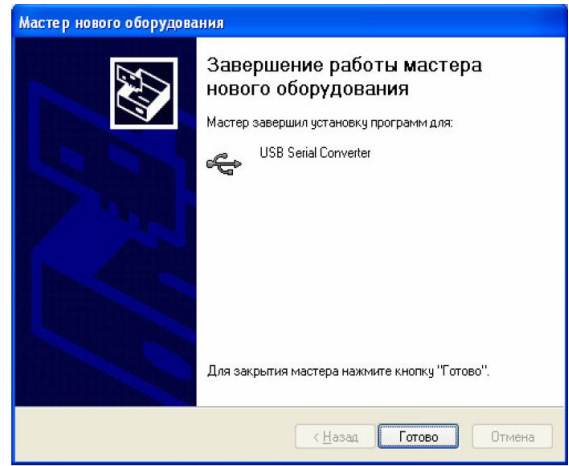 Мастер нового оборудования
Завершение работы мастера
нового оборудования
Мастер завершил установку программ для:
USB Serial Converter
Для закрытия мастера нажмите кнопку "Готово".
< Назад
Готово
Отмена